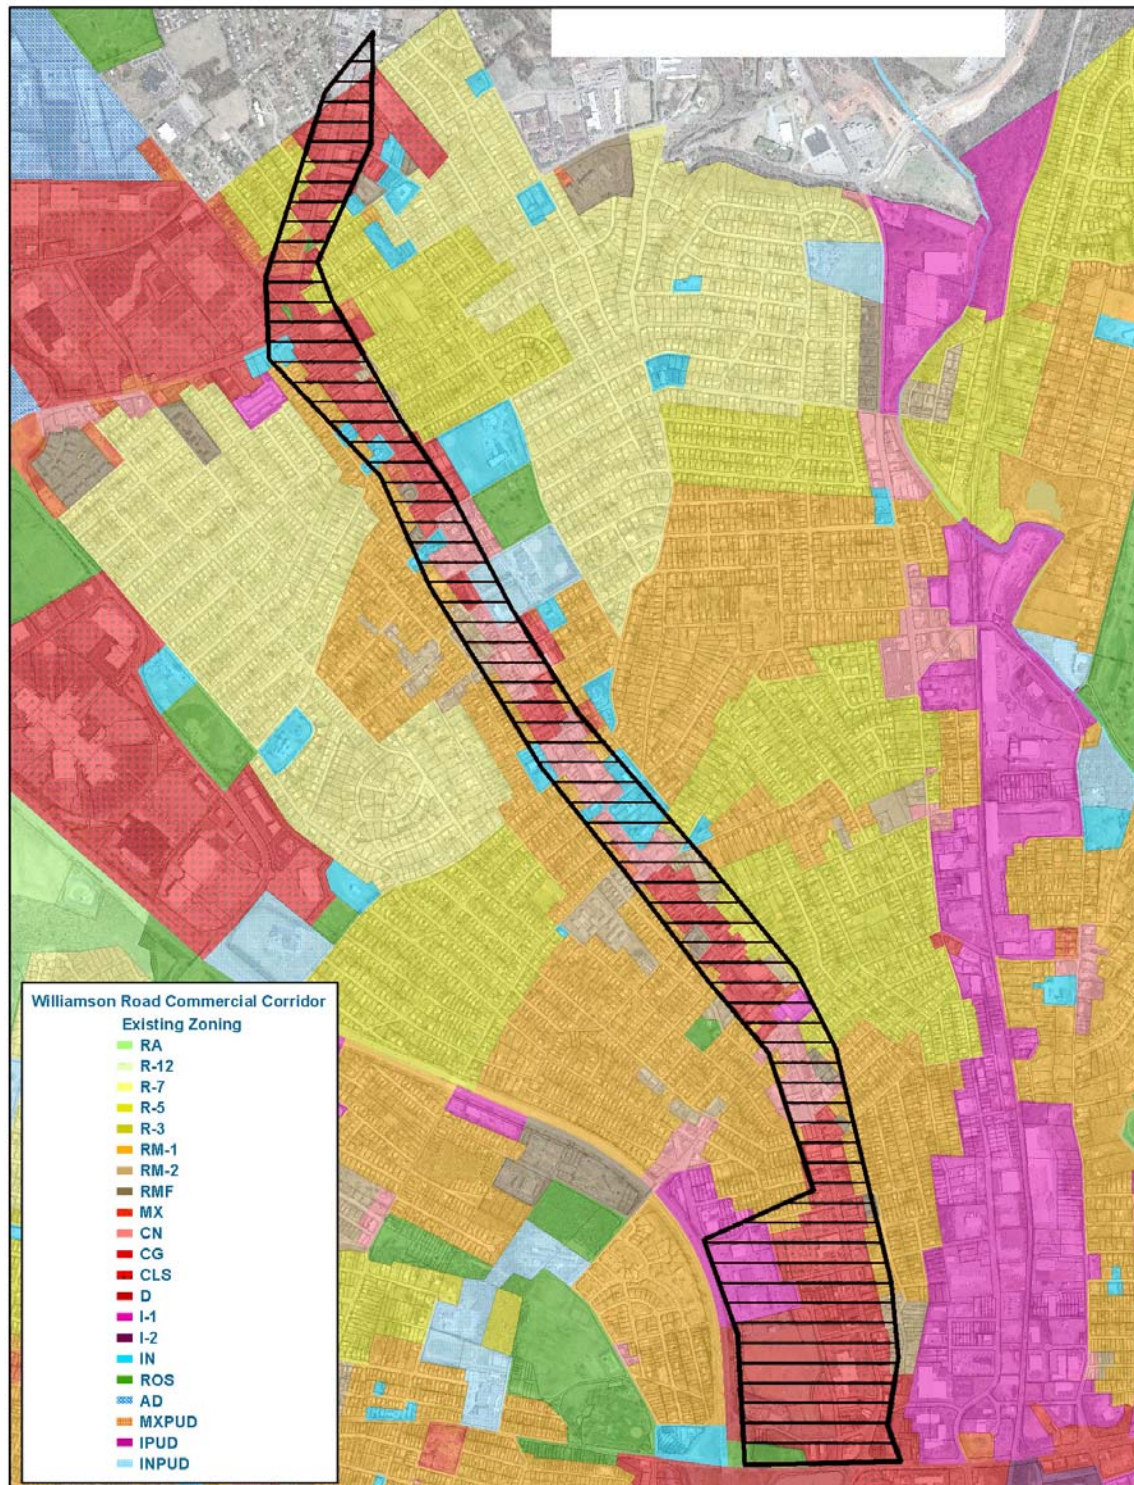 Williamson Road Commercial Corridor
Existing Zoning
RA
R-12
R-7
R-5
R-3
RM-1
RM-2
RMF
MX
CN
CG
CLS
D
I-1
I-2
IN
ROS
AD
MXPUD
IPUD
INPUD